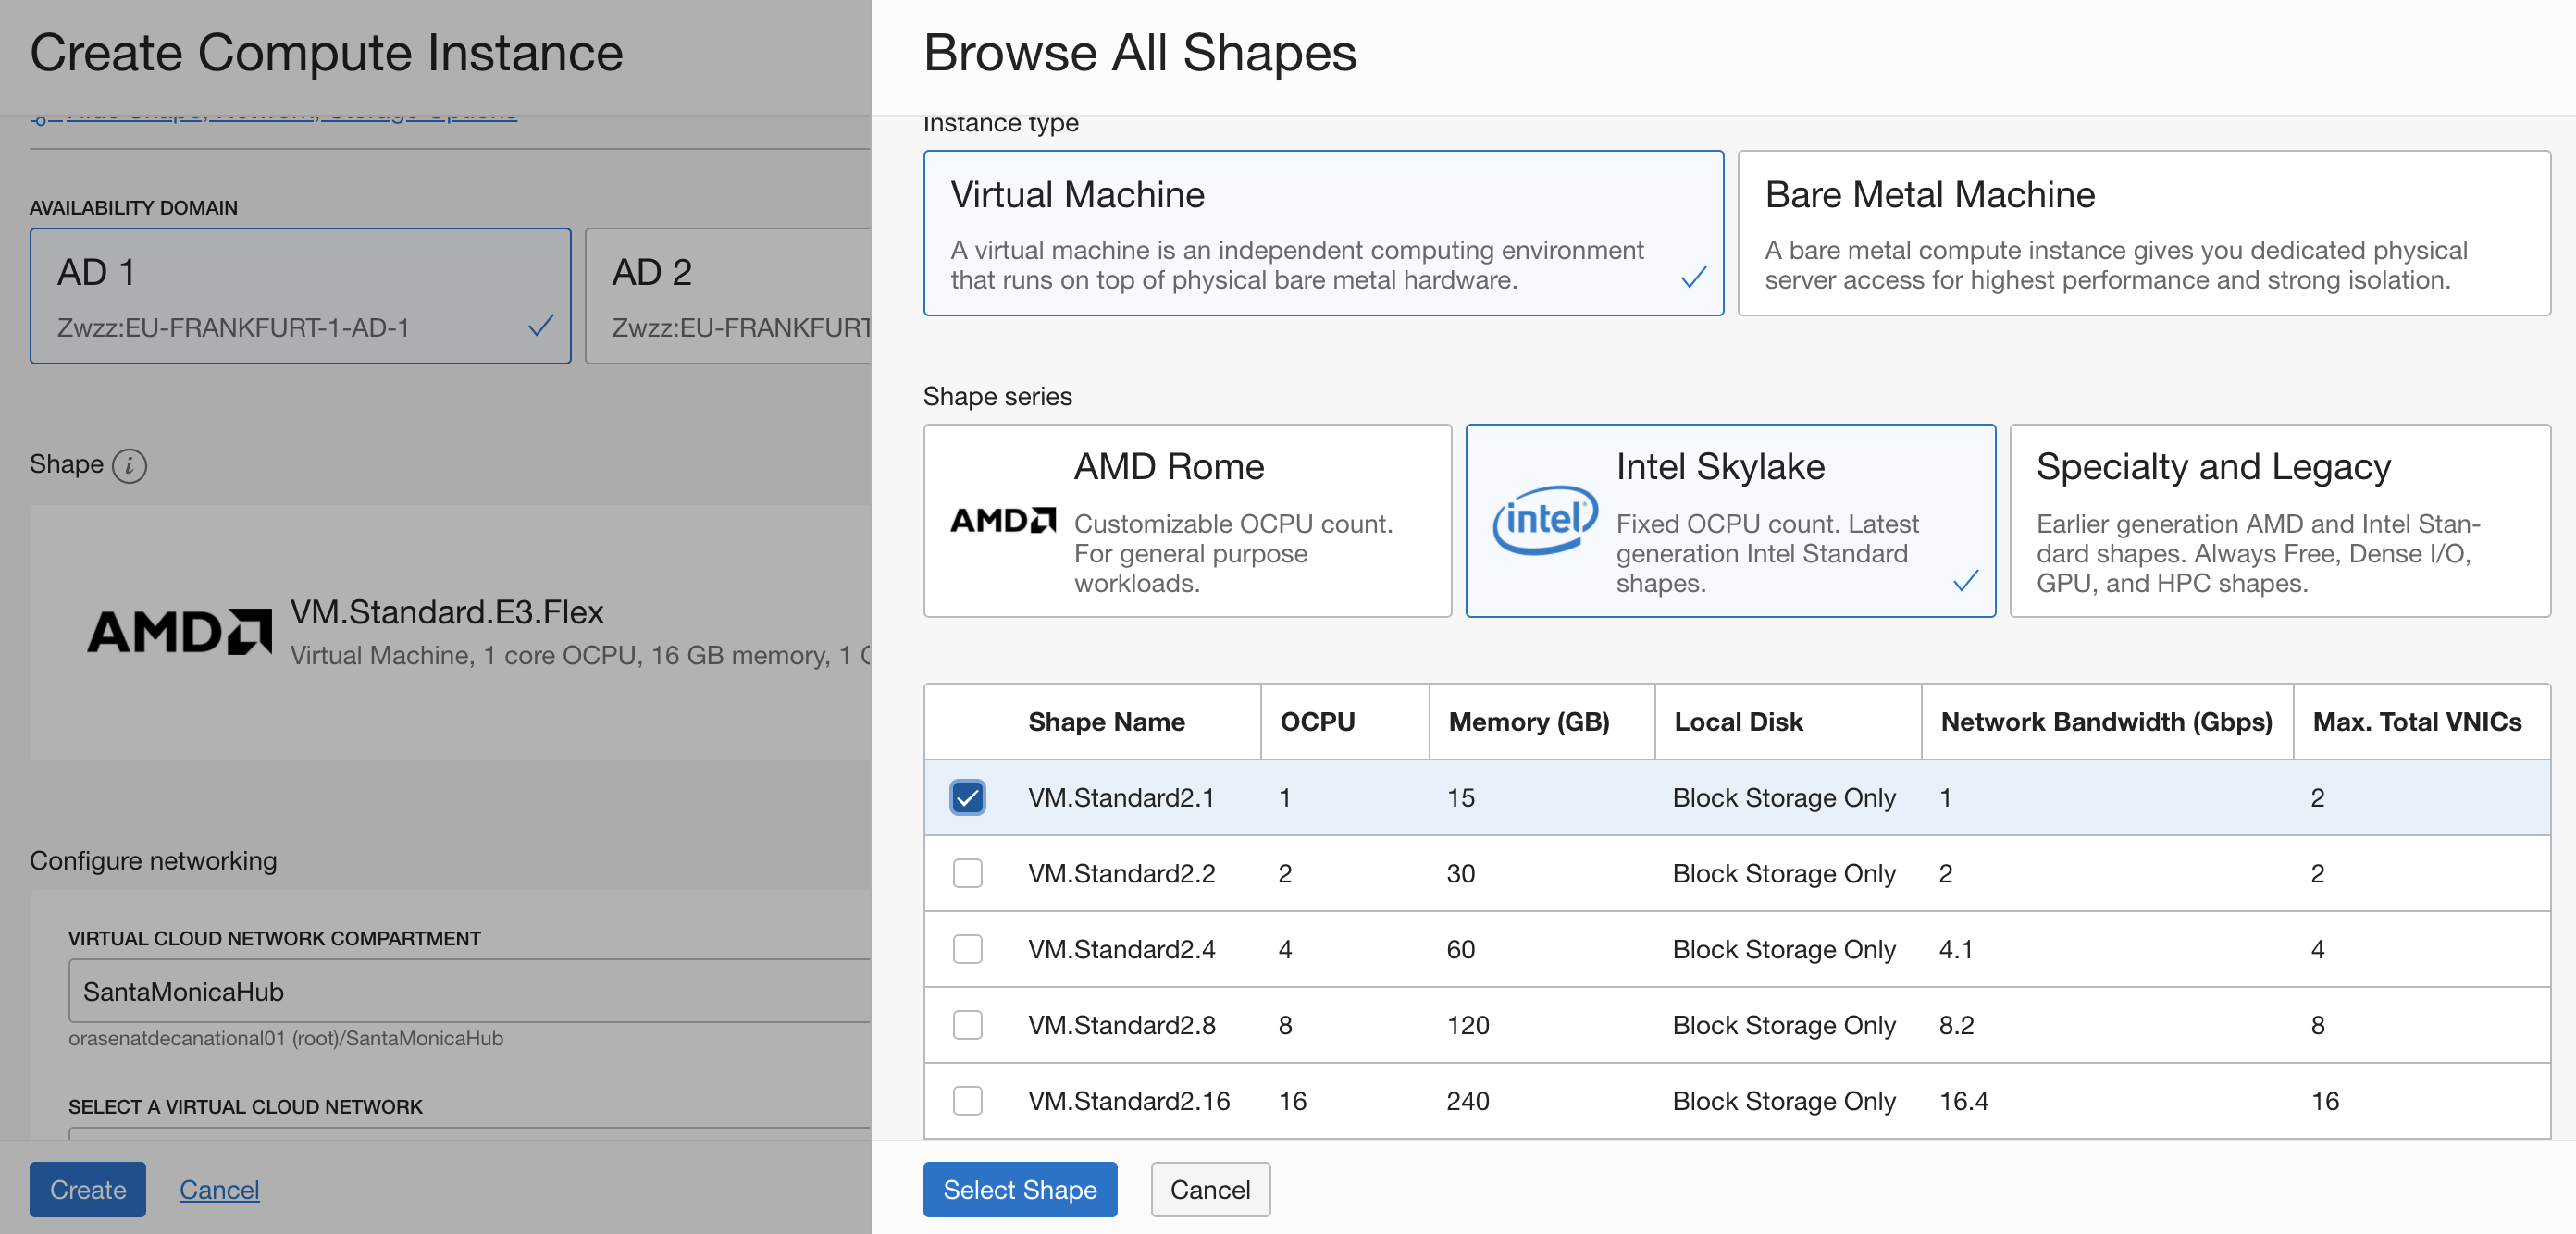 Create Compute Instance
Hide Shape, Network, Storage Options
AVAILABILITY DOMAIN
AD 1
Zwzz:EU-FRANKFURT-1-AD-1
AD 2
Zwzz:EU-FRANKFURT
Shape i
AMD
VM.Standard.E3.Flex
Virtual Machine, 1 core OCPU, 16 GB memory, 1
Configure networking
VIRTUAL CLOUD NETWORK COMPARTMENT
SantaMonicaHub
orasenatdecanational01 (root)/SantaMonicaHub
SELECT A VIRTUAL CLOUD NETWORK
Create Cancel
Browse All Shapes
Instance type
Virtual Machine
A virtual machine is an independent computing environment
that runs on top of physical bare metal hardware.
Bare Metal Machine
A bare metal compute instance gives you dedicated physical
server access for highest performance and strong isolation.
Shape series
AMD
AMD Rome
Customizable OCPU count.
For general purpose
workloads.
intel
Intel Skylake
Fixed OCPU count. Latest
generation Intel Standard
shapes.
Specialty and Legacy
Earlier generation AMD and Intel Stan-
dard shapes. Always Free, Dense I/O,
GPU, and HPC shapes.
Shape Name OCPU Memory (GB) Local Disk Network Bandwidth (Gbps) Max. Total VNICs
VM.Standard2.1 1 15 Block Storage Only 1 2
VM.Standard2.2 2 30 Block Storage Only 2 2
VM.Standard2.4 4 60 Block Storage Only 4.1 4
VM.Standard2.8 8 120 Block Storage Only 8.2 8
VM.Standard2.16 16 240 Block Storage Only 16.4 16
Select Shape Cancel